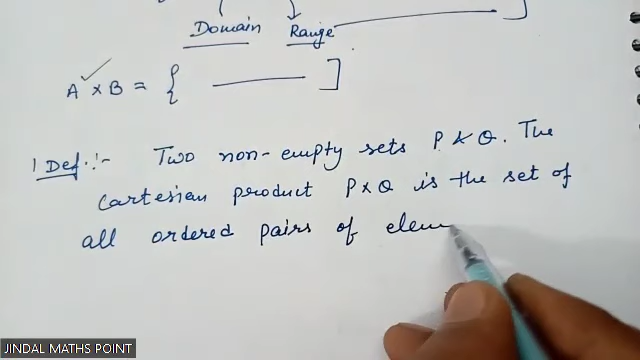 Domain Range
A × B = { ]
1 Def :- Two non-empty sets P & Q. The
Cartesian product P × Q is the set of
all ordered pairs of elem
JINDAL MATHS POINT